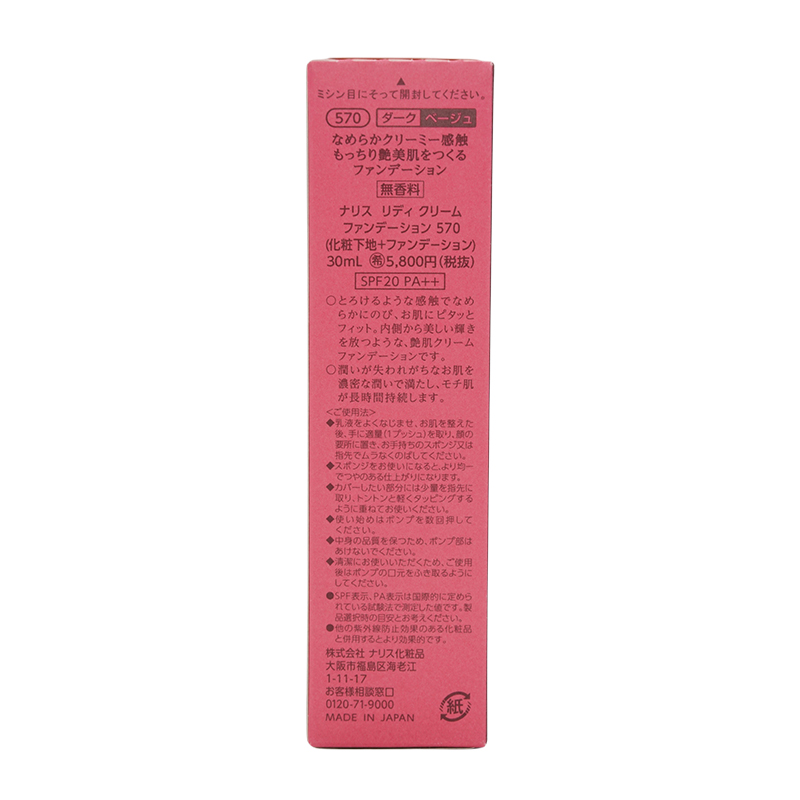 ▲
ミシン目にそって開封してください。
570 ダーク ベージュ
なめらかクリーミー感触
もっちり艶美肌をつくる
ファンデーション
無香料
ナリス リディ クリーム
ファンデーション 570
(化粧下地+ファンデーション)
30mL ㊝5,800円(税抜)
SPF20 PA++
○とろけるような感触でなめ
らかにのび、お肌にピタッと
フィット。内側から美しい輝き
を放つような、艶肌クリーム
ファンデーションです。
○潤いが失われがちなお肌を
濃密な潤いで満たし、モチ肌
が長時間持続します。
<ご使用法>
◆乳液をよくなじませ、お肌を整えた
後、手に適量(1プッシュ)を取り、顔の
要所に置き、お手持ちのスポンジ又は
指先でムラなくのばしてください。
◆スポンジをお使いになると、より均一
でつやのある仕上がりになります。
◆カバーしたい部分には少量を指先に
取り、トントンと軽くタッピングする
ように重ねてお使いください。
◆使い始めはポンプを数回押して
ください。
◆中身の品質を保つため、ポンプ部は
あけないでください。
◆清潔にお使いいただくため、ご使用
後はポンプの口元をふき取るように
してください。
●SPF表示、PA表示は国際的に定めら
れている試験法で測定した値です。製
品選択時の目安とお考えください。
●他の紫外線防止効果のある化粧品
と併用するとより効果的です。
株式会社 ナリス化粧品
大阪市福島区海老江
1-11-17
お客様相談窓口
0120-71-9000
MADE IN JAPAN
紙